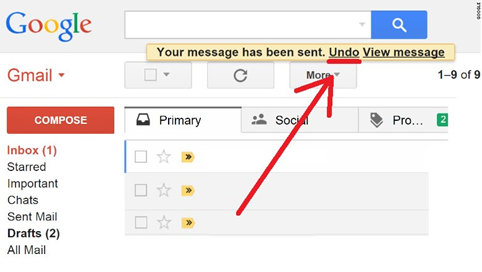 Google
Your message has been sent. Undo View message
Gmail
More
1–9 of 9
COMPOSE
Primary
Social
Pro...
2
Inbox (1)
Starred
Important
Chats
Sent Mail
Drafts (2)
All Mail